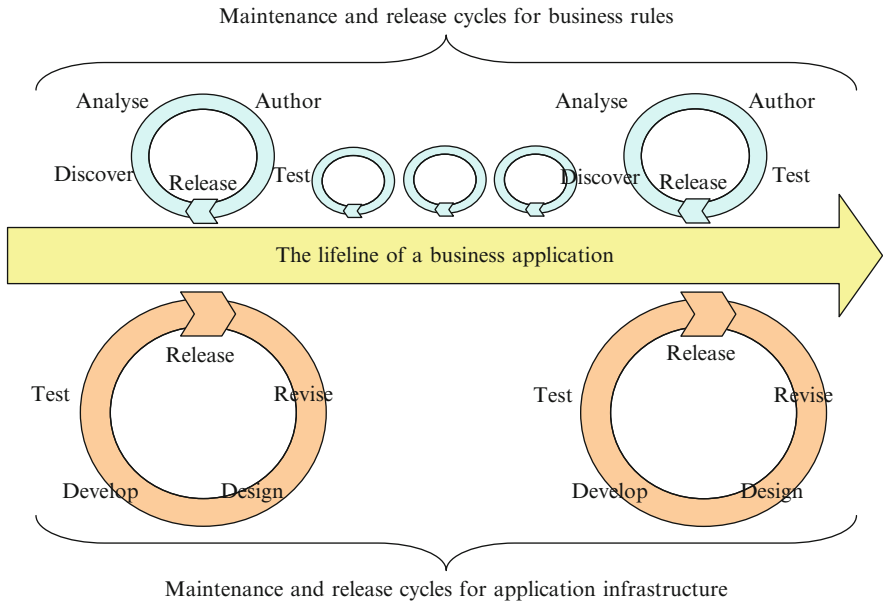 Maintenance and release cycles for business rules
Analyse
Author
Discover
Release
Test
Analyse
Author
Discover
Release
Test
The lifeline of a business application
Release
Test
Revise
Develop
Design
Release
Test
Revise
Develop
Design
Maintenance and release cycles for application infrastructure